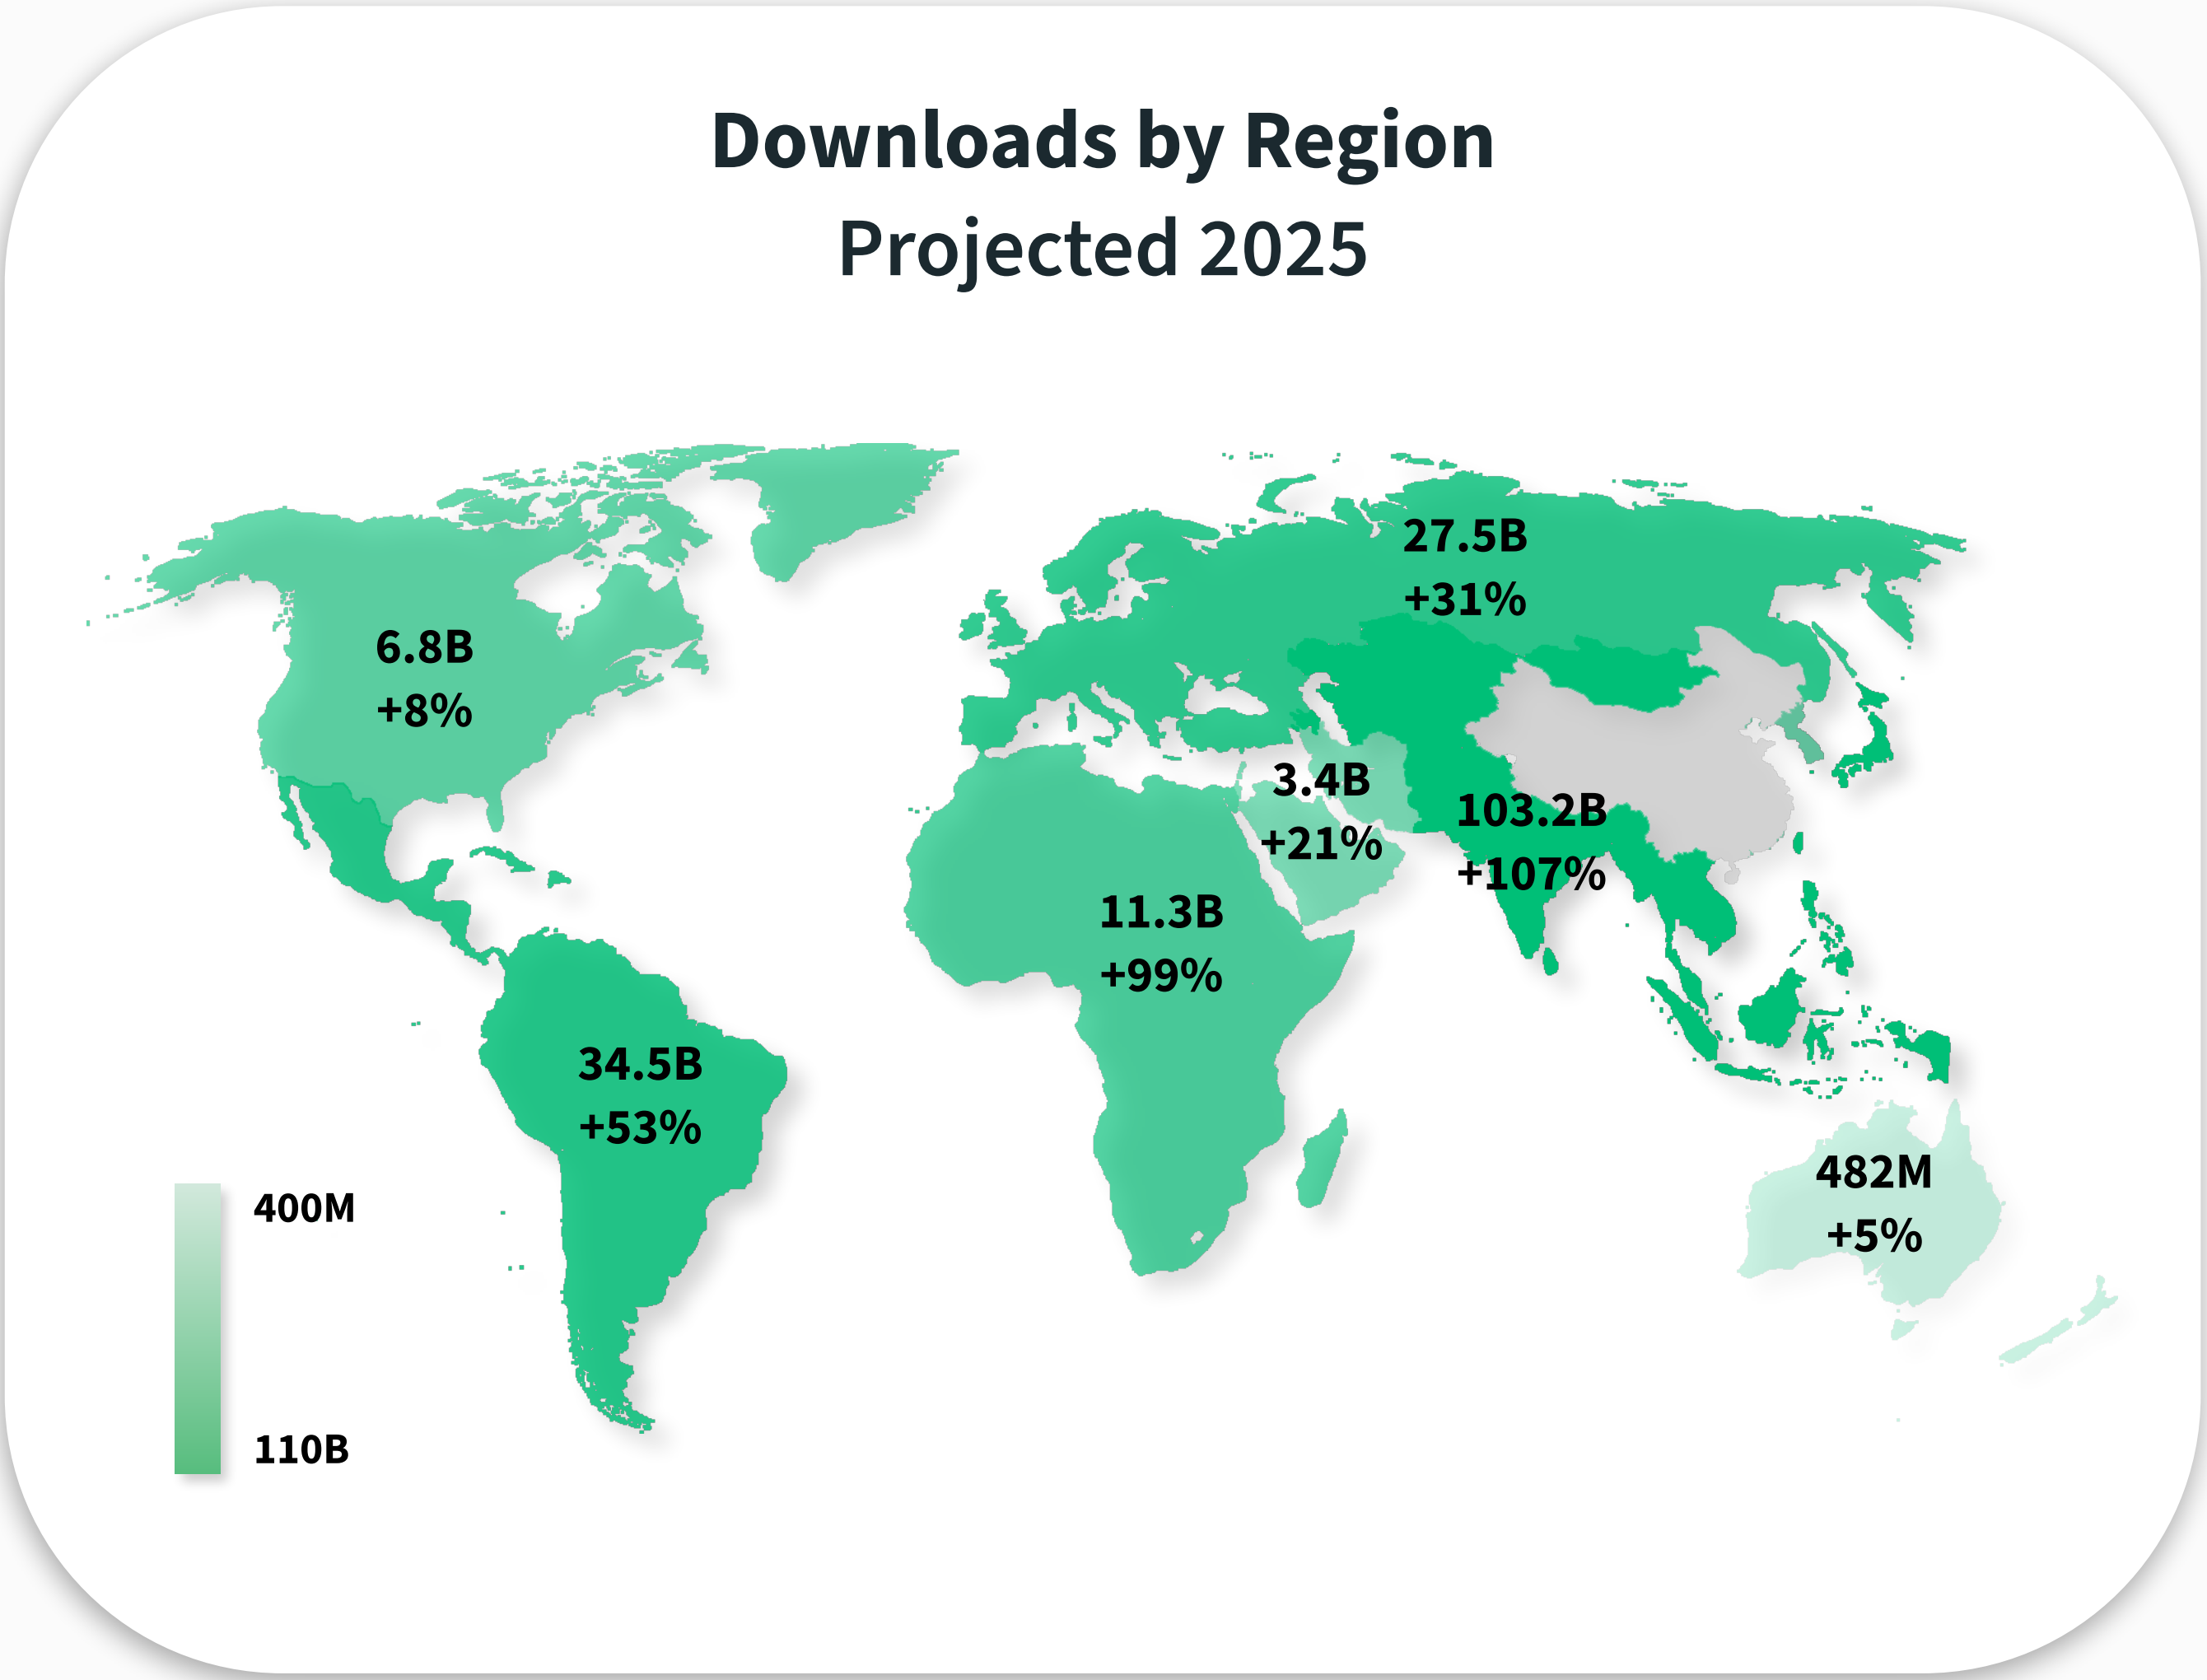 Downloads by Region
Projected 2025
27.5B
+31%
6.8B
+8%
3.4B
+21%
103.2B
+107%
11.3B
+99%
34.5B
+53%
482M
+5%
400M
110B